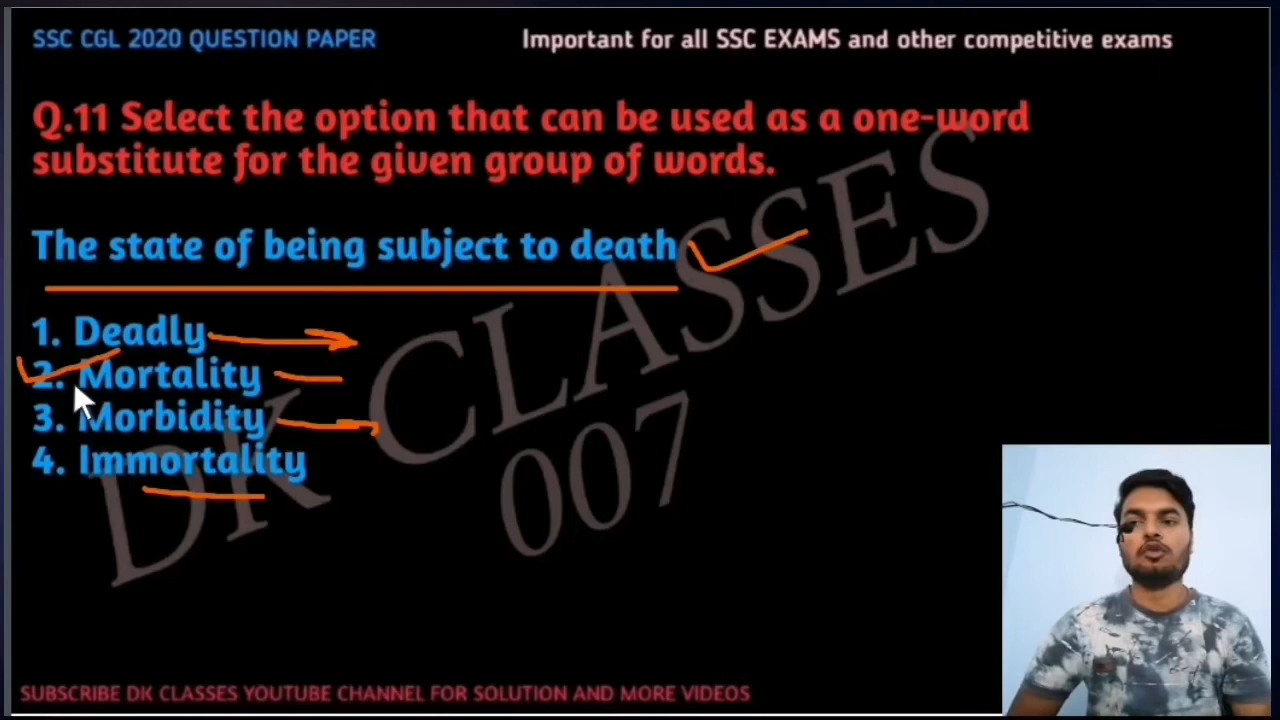 SSC CGL 2020 QUESTION PAPER
Important for all SSC EXAMS and other competitive exams
Q.11 Select the option that can be used as a one-word
substitute for the given group of words.
The state of being subject to death
1. Deadly
2. Mortality
3. Morbidity
4. Immortality
DK CLASSES
007
SUBSCRIBE DK CLASSES YOUTUBE CHANNEL FOR SOLUTION AND MORE VIDEOS